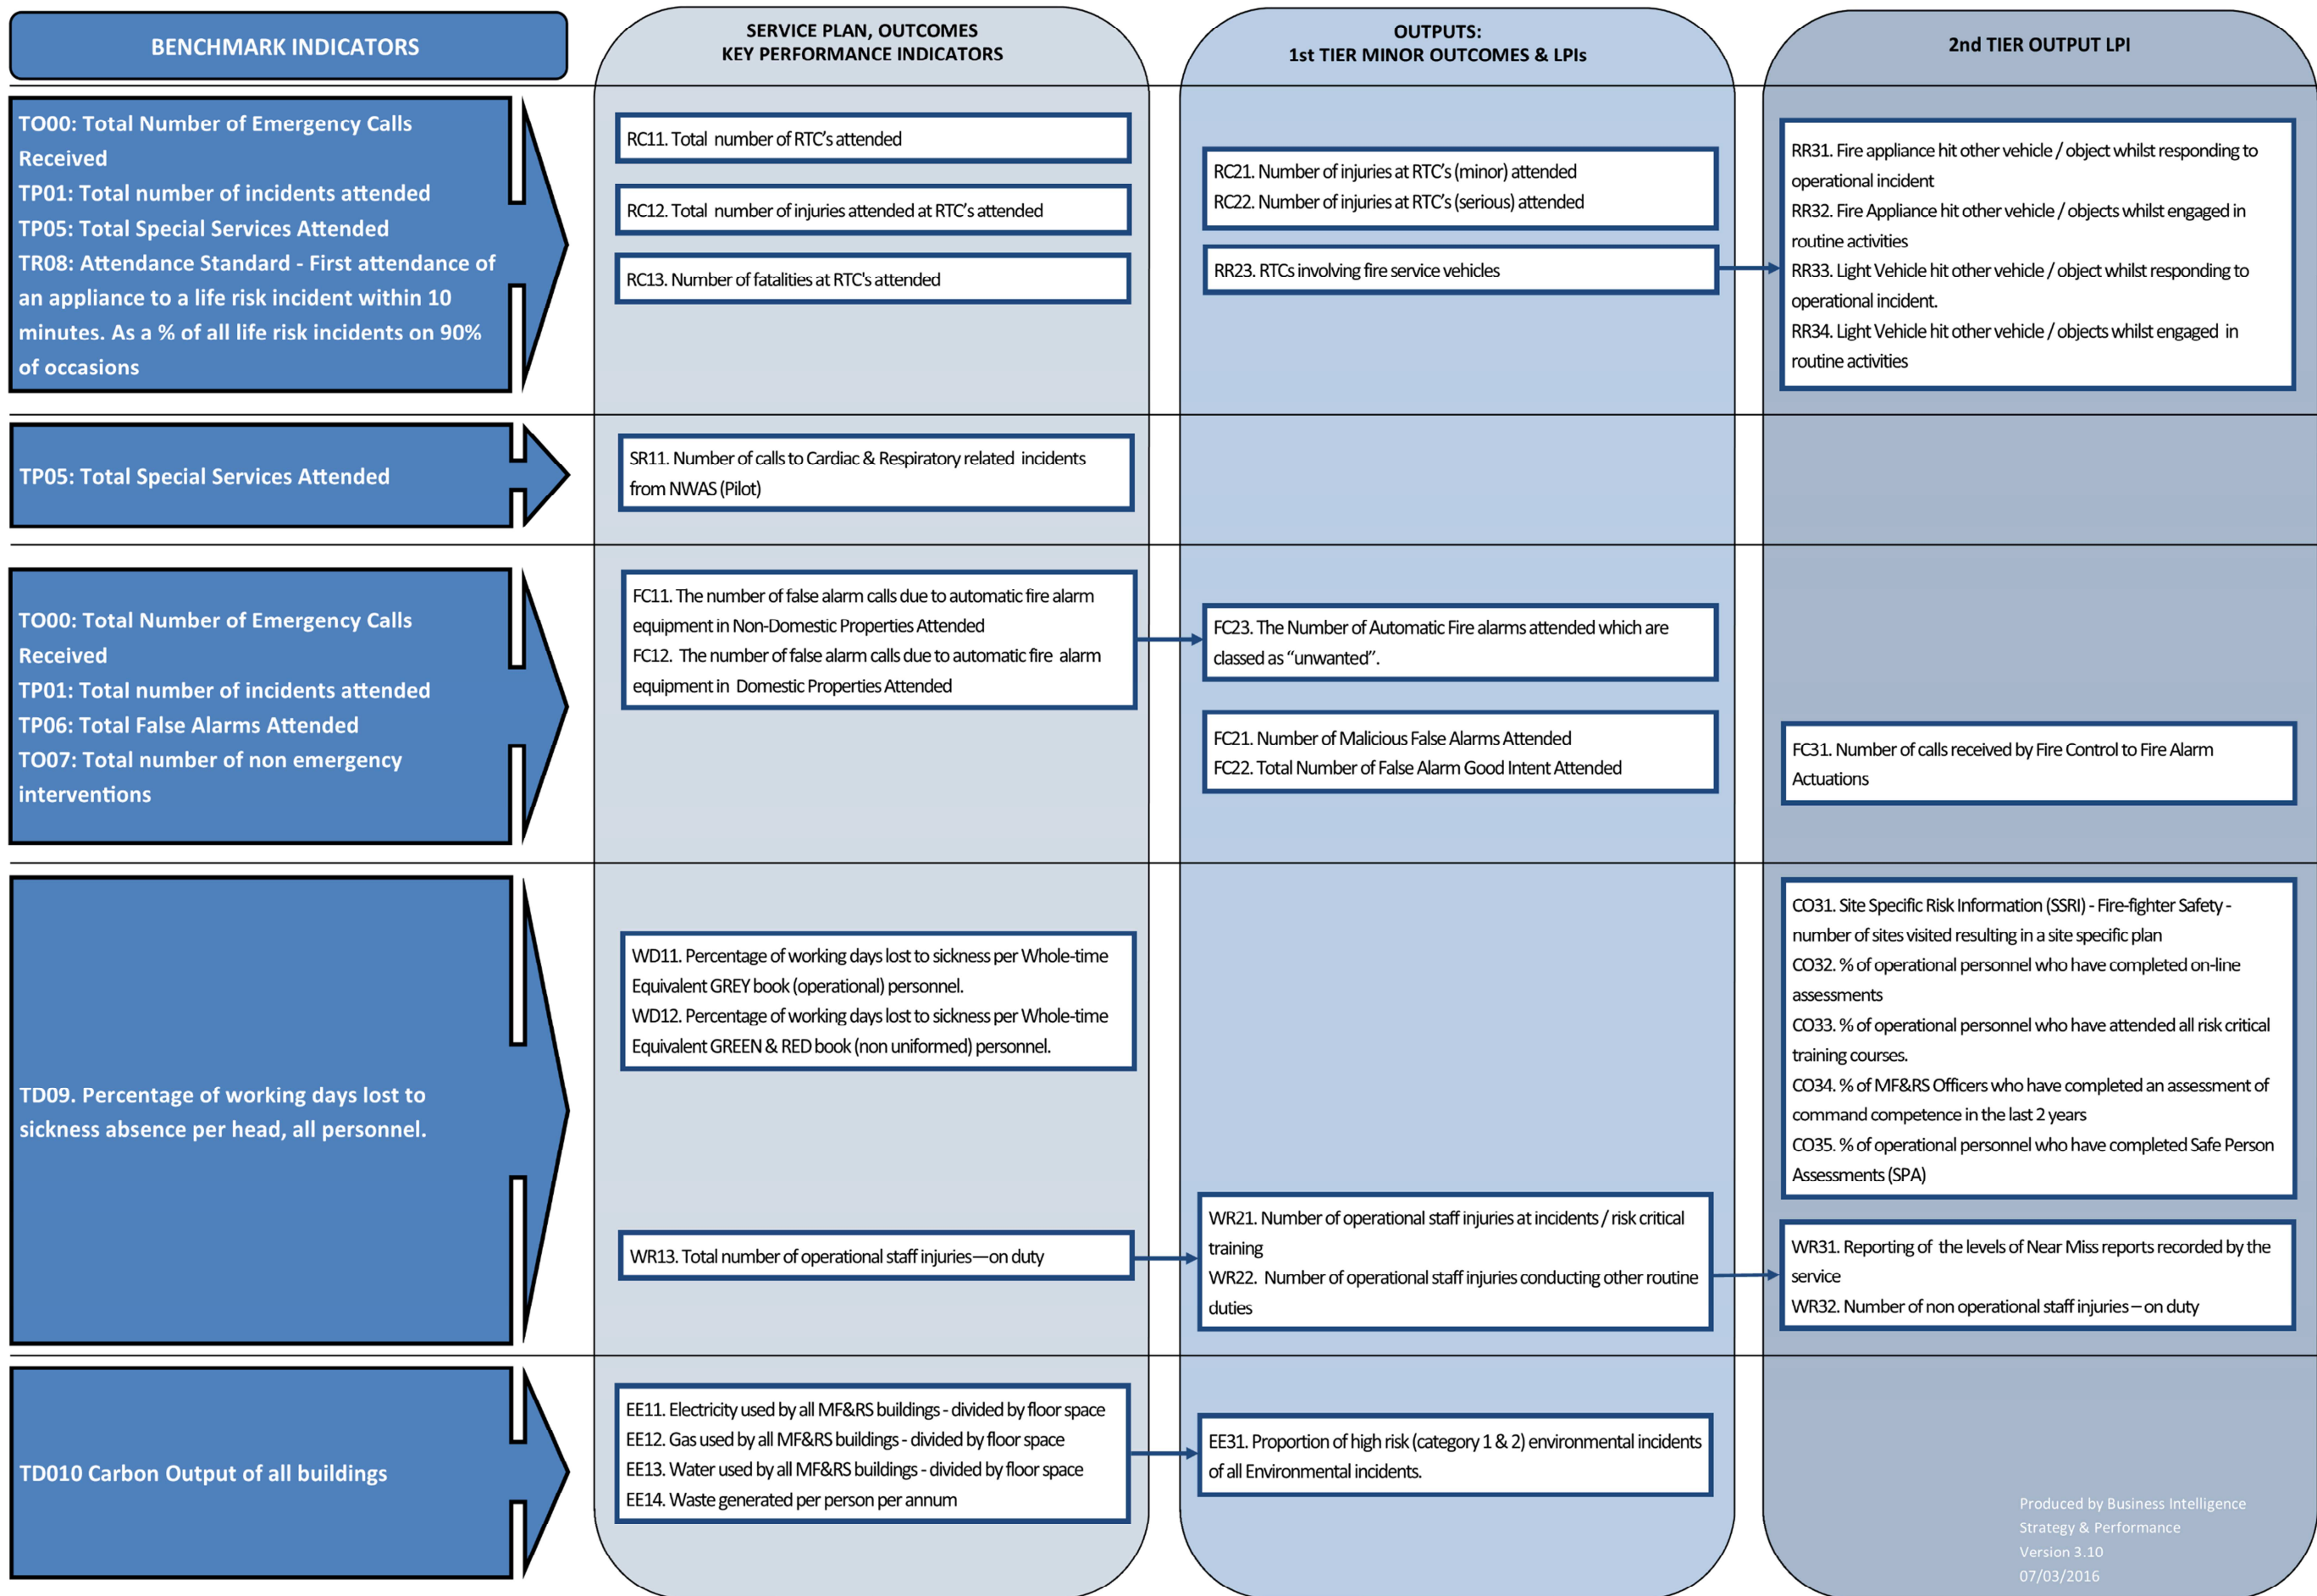 BENCHMARK INDICATORS
SERVICE PLAN, OUTCOMES
KEY PERFORMANCE INDICATORS
OUTPUTS:
1st TIER MINOR OUTCOMES & LPIs
2nd TIER OUTPUT LPI
TO00: Total Number of Emergency Calls
Received
TP01: Total number of incidents attended
TP05: Total Special Services Attended
TR08: Attendance Standard - First attendance of
an appliance to a life risk incident within 10
minutes. As a % of all life risk incidents on 90%
of occasions
RC11. Total number of RTC's attended
RC12. Total number of injuries attended at RTC's attended
RC13. Number of fatalities at RTC's attended
RC21. Number of injuries at RTC's (minor) attended
RC22. Number of injuries at RTC's (serious) attended
RR23. RTCs involving fire service vehicles
RR31. Fire appliance hit other vehicle / object whilst responding to
operational incident
RR32. Fire Appliance hit other vehicle / objects whilst engaged in
routine activities
RR33. Light Vehicle hit other vehicle / object whilst responding to
operational incident.
RR34. Light Vehicle hit other vehicle / objects whilst engaged in
routine activities
TP05: Total Special Services Attended
SR11. Number of calls to Cardiac & Respiratory related incidents
from NWAS (Pilot)
TO00: Total Number of Emergency Calls
Received
TP01: Total number of incidents attended
TP06: Total False Alarms Attended
TO07: Total number of non emergency
interventions
FC11. The number of false alarm calls due to automatic fire alarm
equipment in Non-Domestic Properties Attended
FC12. The number of false alarm calls due to automatic fire alarm
equipment in Domestic Properties Attended
FC23. The Number of Automatic Fire alarms attended which are
classed as “unwanted”.
FC21. Number of Malicious False Alarms Attended
FC22. Total Number of False Alarm Good Intent Attended
FC31. Number of calls received by Fire Control to Fire Alarm
Actuations
TD09. Percentage of working days lost to
sickness absence per head, all personnel.
WD11. Percentage of working days lost to sickness per Whole-time
Equivalent GREY book (operational) personnel.
WD12. Percentage of working days lost to sickness per Whole-time
Equivalent GREEN & RED book (non uniformed) personnel.
WR13. Total number of operational staff injuries—on duty
WR21. Number of operational staff injuries at incidents / risk critical
training
WR22. Number of operational staff injuries conducting other routine
duties
CO31. Site Specific Risk Information (SSRI) - Fire-fighter Safety -
number of sites visited resulting in a site specific plan
CO32. % of operational personnel who have completed on-line
assessments
CO33. % of operational personnel who have attended all risk critical
training courses.
CO34. % of MF&RS Officers who have completed an assessment of
command competence in the last 2 years
CO35. % of operational personnel who have completed Safe Person
Assessments (SPA)
WR31. Reporting of the levels of Near Miss reports recorded by the
service
WR32. Number of non operational staff injuries – on duty
TD010 Carbon Output of all buildings
EE11. Electricity used by all MF&RS buildings - divided by floor space
EE12. Gas used by all MF&RS buildings - divided by floor space
EE13. Water used by all MF&RS buildings - divided by floor space
EE14. Waste generated per person per annum
EE31. Proportion of high risk (category 1 & 2) environmental incidents
of all Environmental incidents.
Produced by Business Intelligence
Strategy & Performance
Version 3.10
07/03/2016